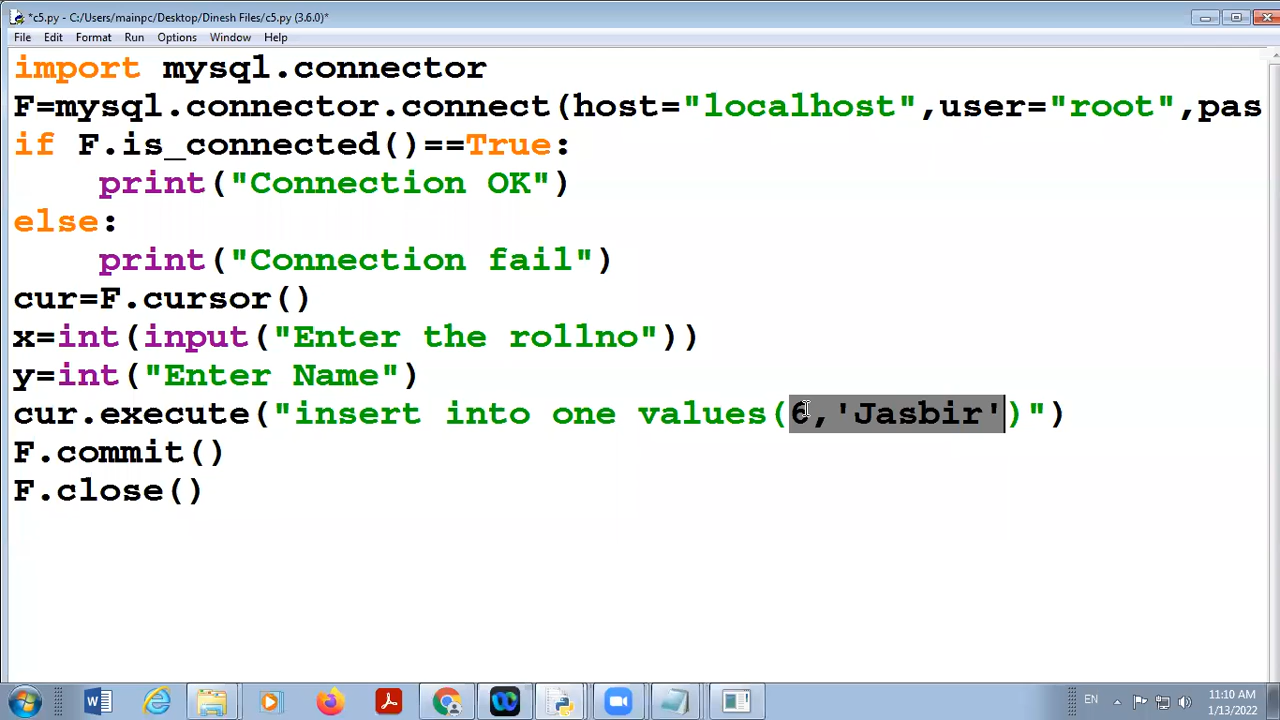 *c5.py - C:/Users/mainpc/Desktop/Dinesh Files/c5.py (3.6.0)*
File Edit Format Run Options Window Help
import mysql.connector
F=mysql.connector.connect(host="localhost",user="root",pas
if F.is_connected()==True:
    print("Connection OK")
else:
    print("Connection fail")
cur=F.cursor()
x=int(input("Enter the rollno"))
y=int("Enter Name")
cur.execute("insert into one values(6,'Jasbir')")
F.commit()
F.close()
EN
11:10 AM
1/13/2022